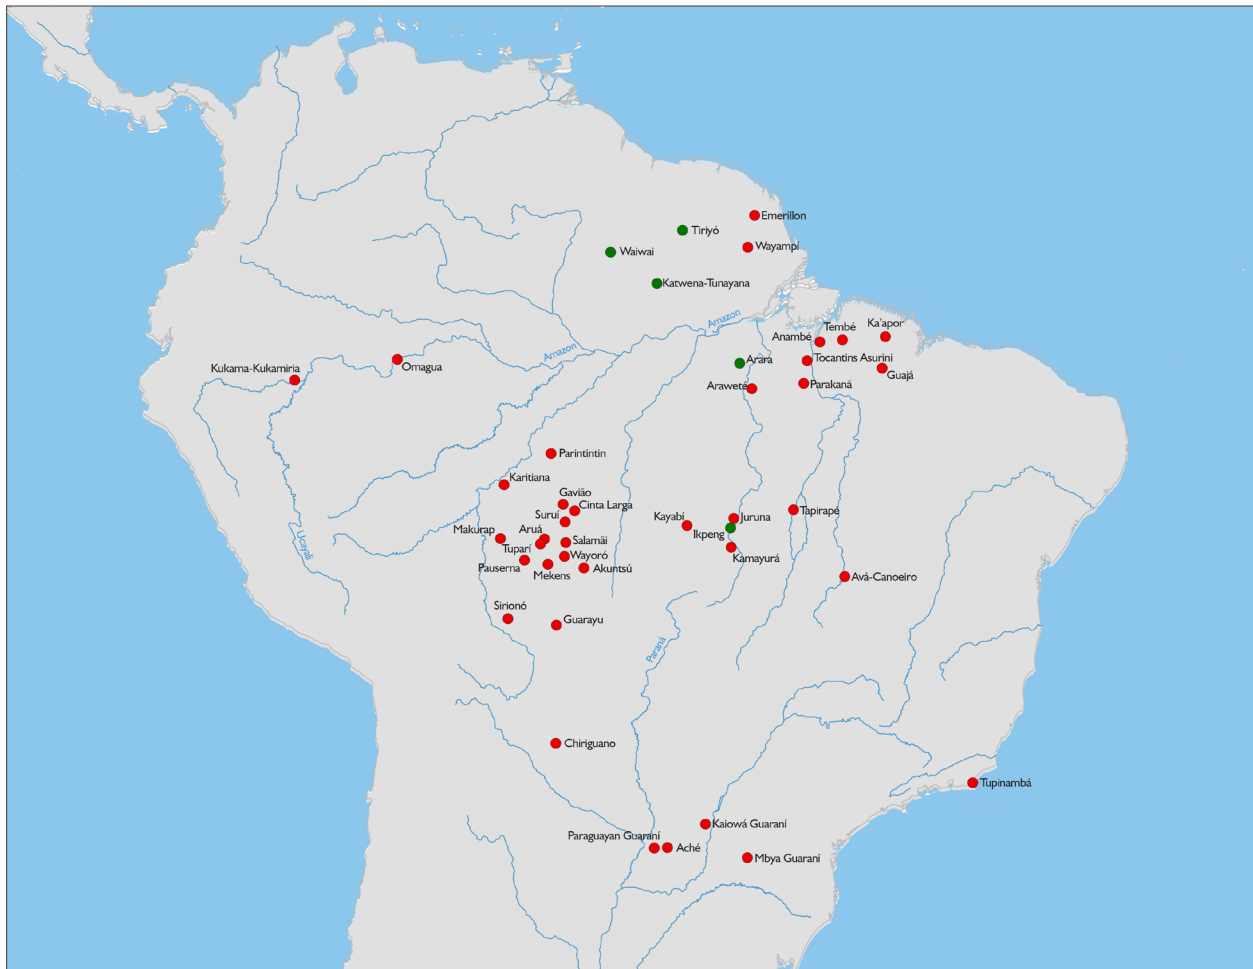 Emerillon
Tiriyó
Wayampí
Waiwai
Katwena-Tunayana
Amazon
Ka'apor
Tembé
Anambé
Amazon
Tocantins Asurini
Arara
Omagua
Kukama-Kukamiria
Guajá
Araweté
Parakanã
Parintintin
Karitiana
Gavião
Cinta Larga
Tapirapé
Suruí
Juruna
Kayabí
Ikpeng
Makurap
Aruá
Salamãi
Tuparí
Kamayurá
Wayoró
Ucayali
Pauserna
Mekens
Akuntsú
Avá-Canoeiro
Sirionó
Guarayu
Paraná
Chiriguano
Tupinambá
Kaiowá Guaraní
Paraguayan Guaraní
Aché
Mbya Guaraní